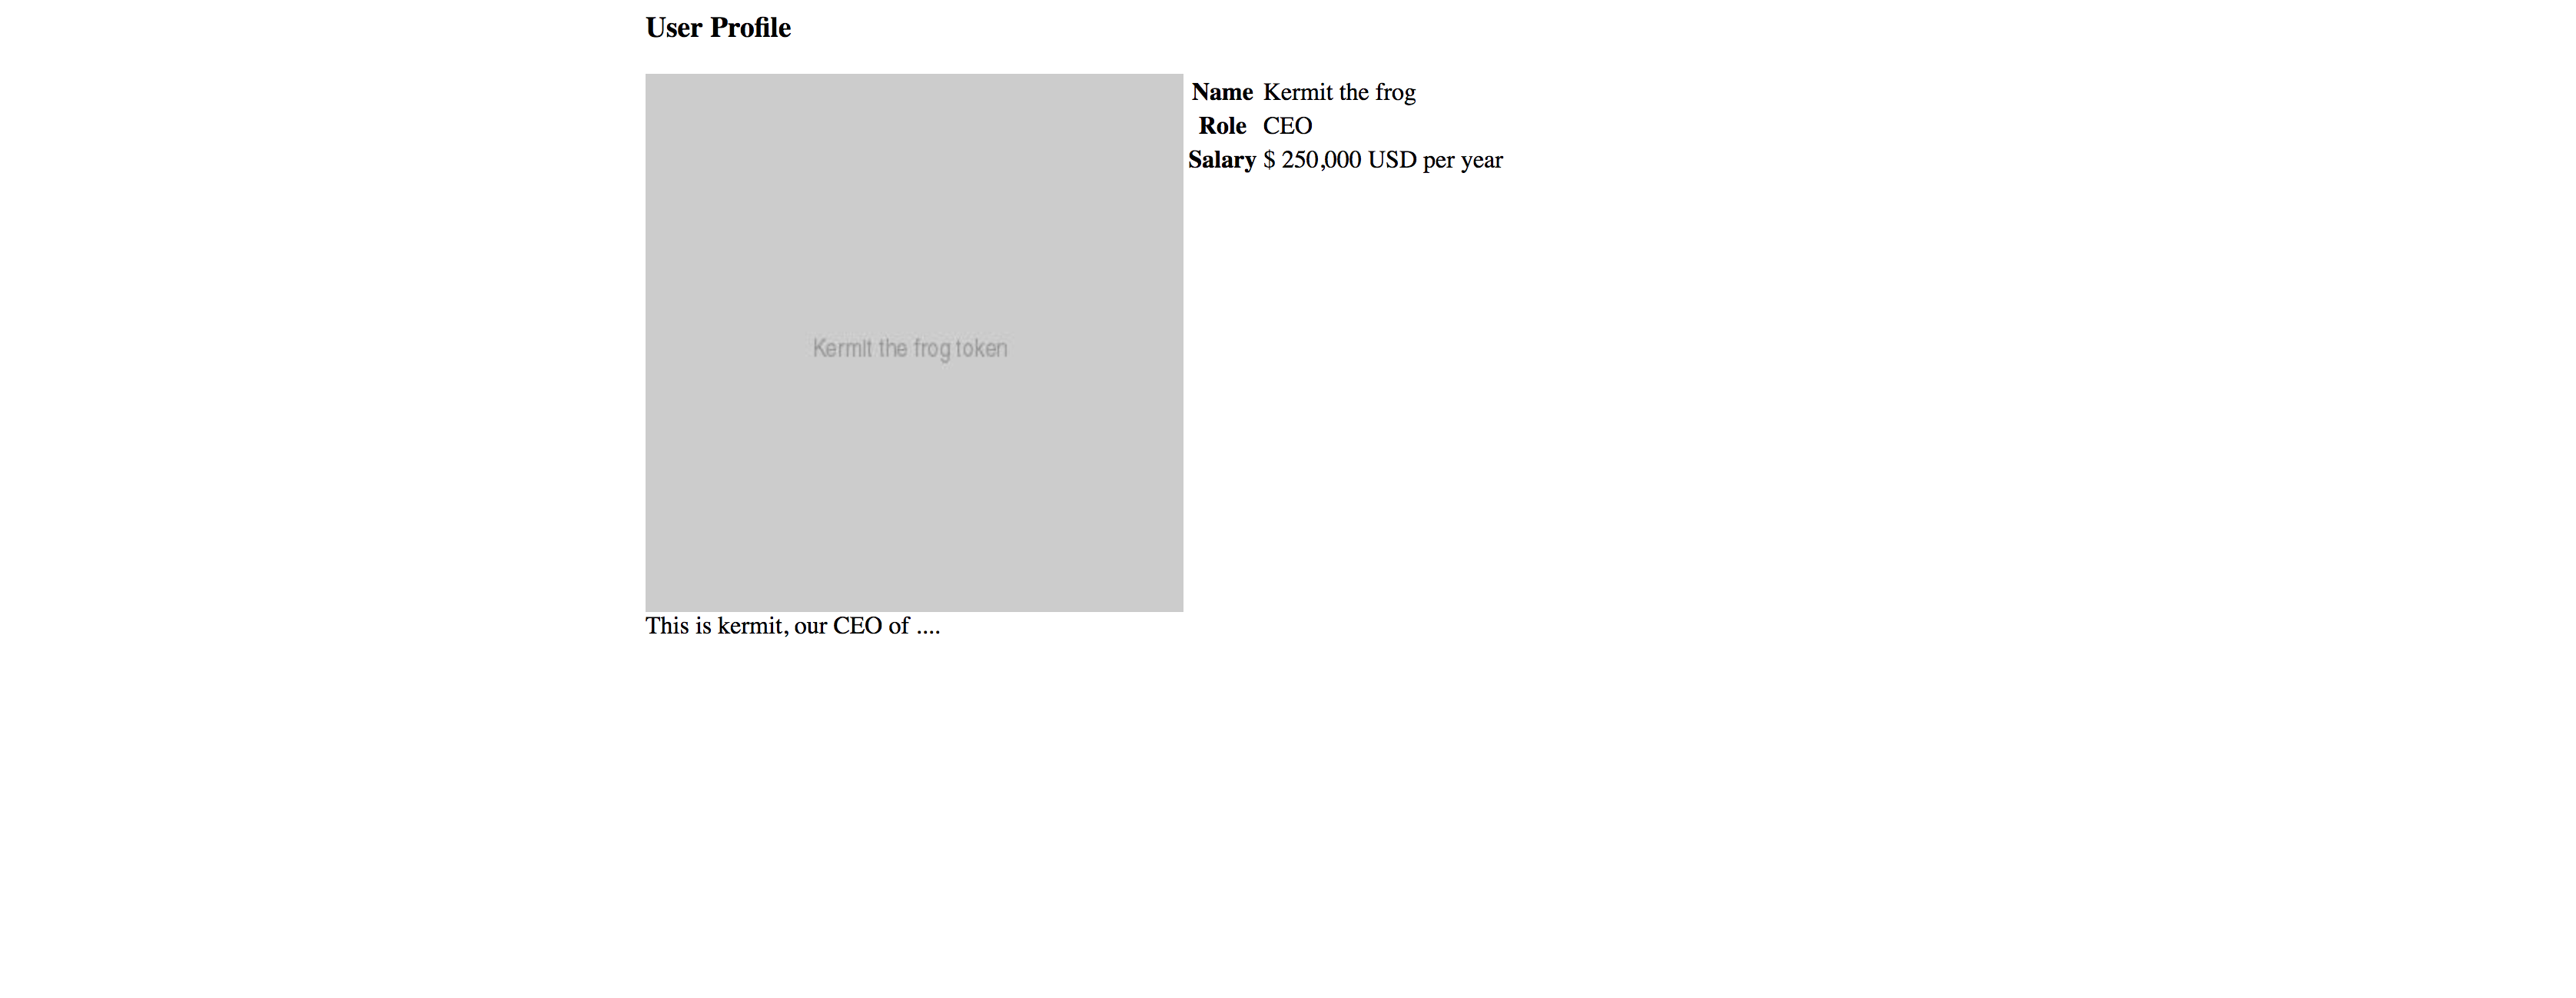 User Profile
Kermit the frog token
Name Kermit the frog
Role CEO
Salary $ 250,000 USD per year
This is kermit, our CEO of ....